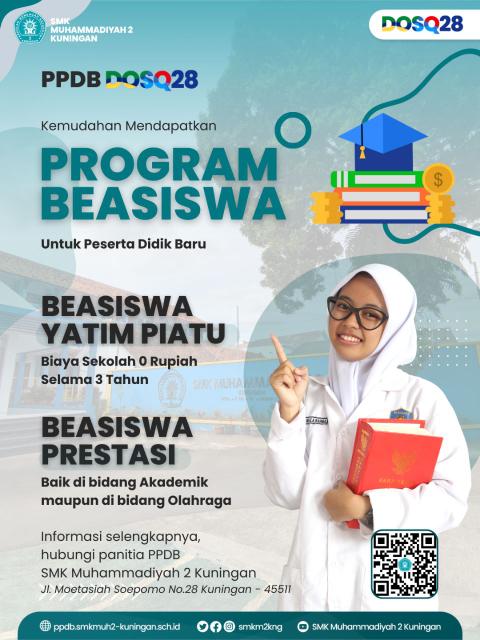 SMK
MUHAMMADIYAH 2
KUNINGAN
DOSQ28
PPDB DOSQ28
Kemudahan Mendapatkan
PROGRAM
BEASISWA
Untuk Peserta Didik Baru
$
BEASISWA
YATIM PIATU
Biaya Sekolah 0 Rupiah
Selama 3 Tahun
SMK MUHAMMA
BEASISWA
PRESTASI
Baik di bidang Akademik
maupun di bidang Olahraga
Informasi selengkapnya,
hubungi panitia PPDB
SMK Muhammadiyah 2 Kuningan
Jl. Moetasiah Soepomo No.28 Kuningan - 45511
ppdb.smkmuh2-kuningan.sch.id
smkm2kng
SMK Muhammadiyah 2 Kuningan